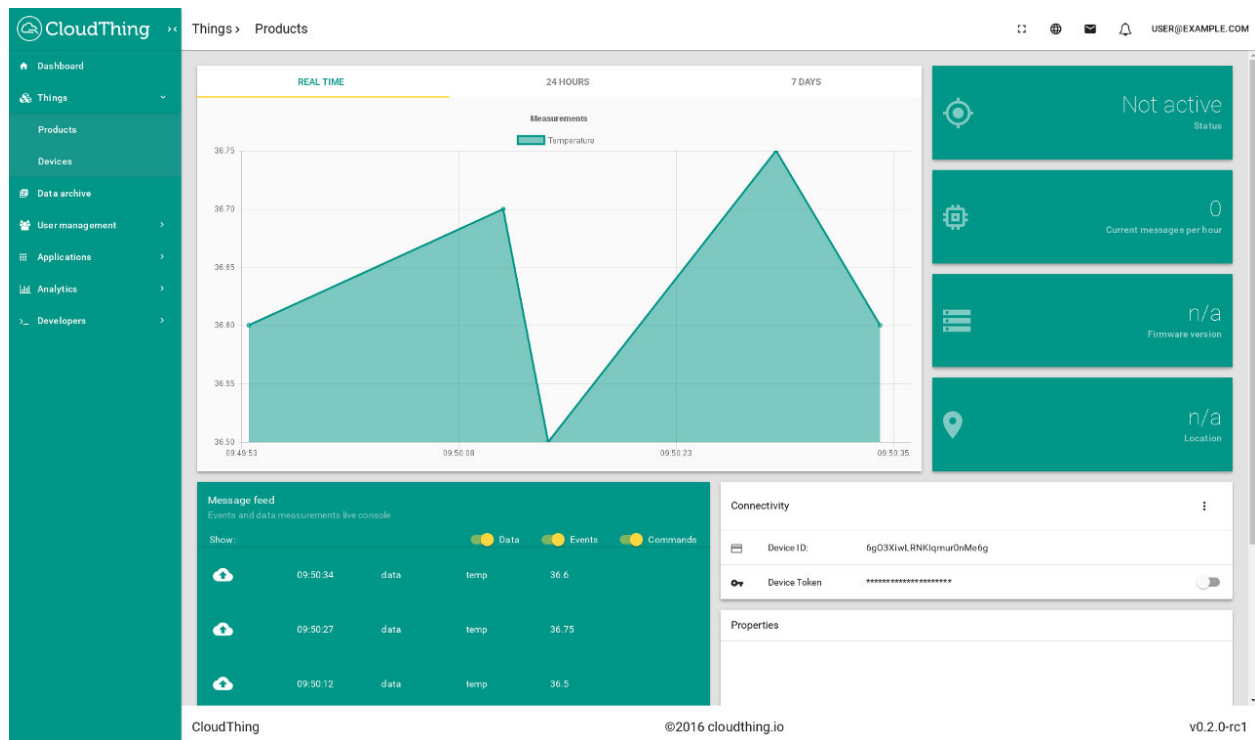 CloudThing
Things › Products
USER@EXAMPLE.COM
Dashboard
Things
Products
Devices
Data archive
User management
Applications
Analytics
Developers
REAL TIME 24 HOURS 7 DAYS
Measurements
Temperature
36.75
36.70
36.65
36.60
36.55
36.50
09:49:53 09:50:08 09:50:23 09:50:35
Not active
Status
0
Current messages per hour
n/a
Firmware version
n/a
Location
Message feed
Events and data measurements live console
Show: Data Events Commands
09:50:34 data temp 36.6
09:50:27 data temp 36.75
09:50:12 data temp 36.5
Connectivity
Device ID: 6gO3XiwLRNKIqmur0nMe6g
Device Token *********************
Properties
CloudThing ©2016 cloudthing.io v0.2.0-rc1